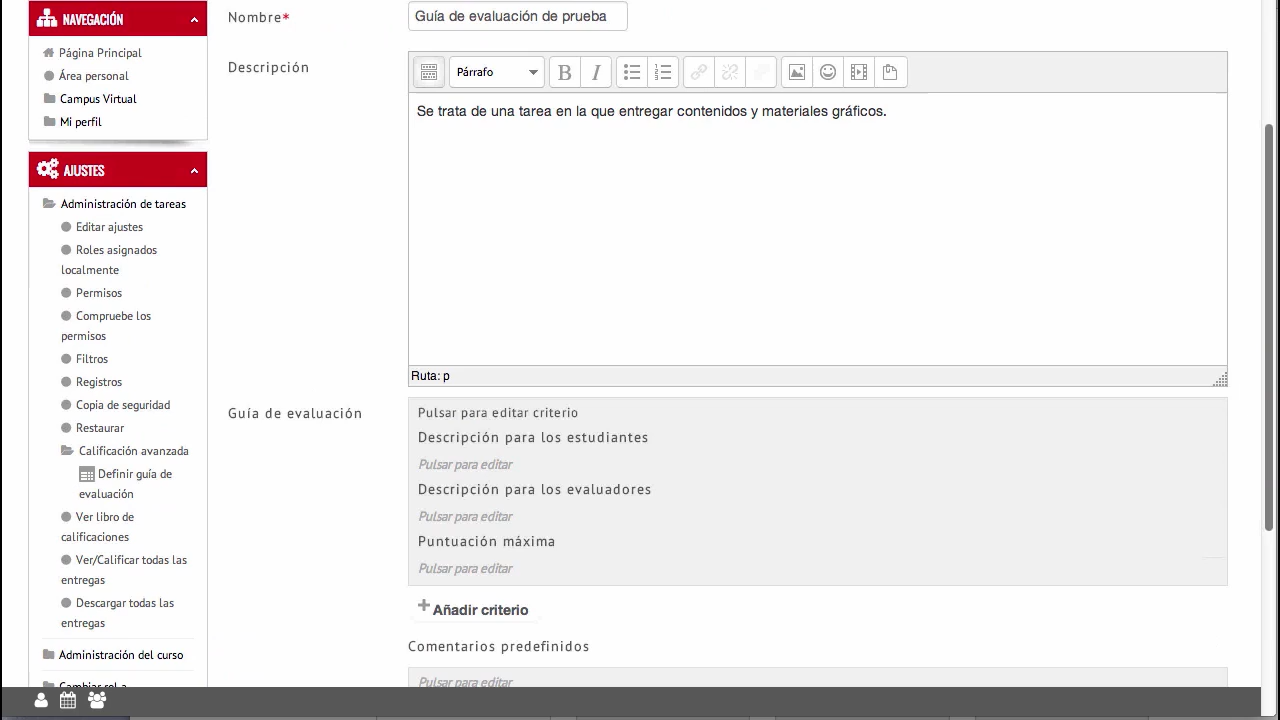 NAVEGACIÓN
Página Principal
Área personal
Campus Virtual
Mi perfil
AJUSTES
Administración de tareas
Editar ajustes
Roles asignados
localmente
Permisos
Compruebe los
permisos
Filtros
Registros
Copia de seguridad
Restaurar
Calificación avanzada
Definir guía de
evaluación
Ver libro de
calificaciones
Ver/Calificar todas las
entregas
Descargar todas las
entregas
Administración del curso
Cambiar rol a
Nombre*
Guía de evaluación de prueba
Descripción
Párrafo
B I
Se trata de una tarea en la que entregar contenidos y materiales gráficos.
Ruta: p
Guía de evaluación
Pulsar para editar criterio
Descripción para los estudiantes
Pulsar para editar
Descripción para los evaluadores
Pulsar para editar
Puntuación máxima
Pulsar para editar
Añadir criterio
Comentarios predefinidos
Pulsar para editar